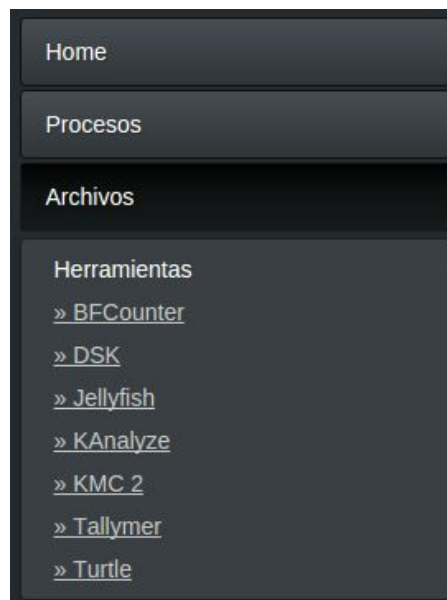 Home
Procesos
Archivos
Herramientas
» BFCounter
» DSK
» Jellyfish
» KAnalyze
» KMC 2
» Tallymer
» Turtle